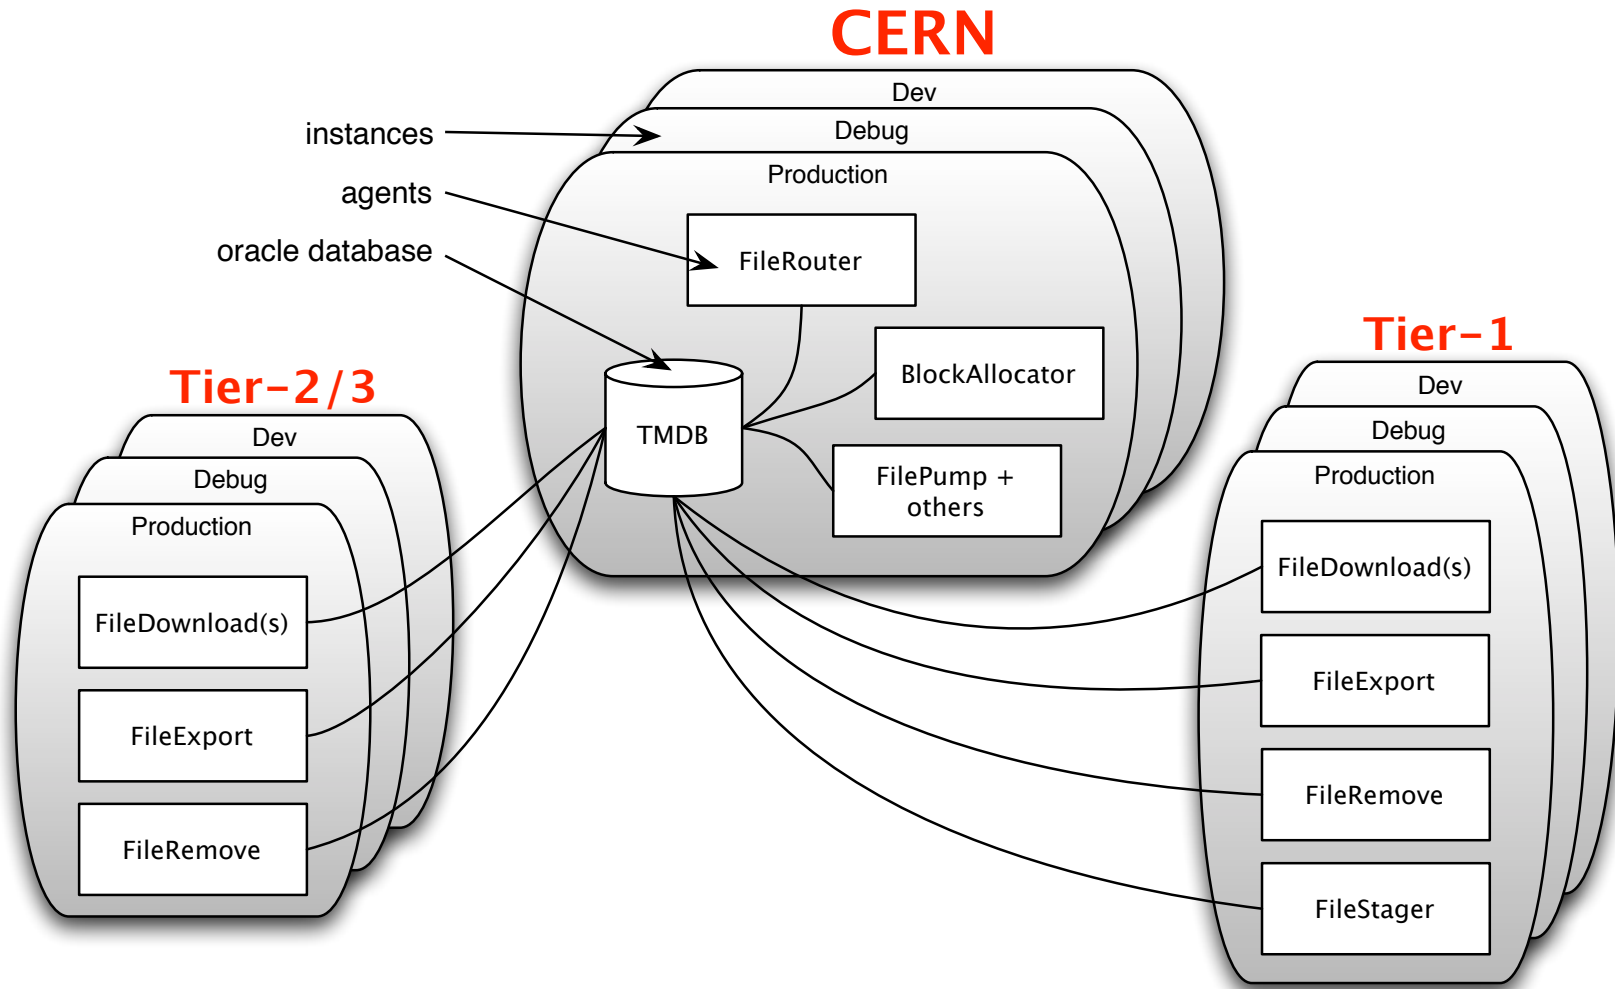 CERN
Dev
Debug
Production
instances
agents
oracle database
FileRouter
BlockAllocator
TMDB
FilePump +
others
Tier-2/3
Dev
Debug
Production
FileDownload(s)
FileExport
FileRemove
Tier-1
Dev
Debug
Production
FileDownload(s)
FileExport
FileRemove
FileStager